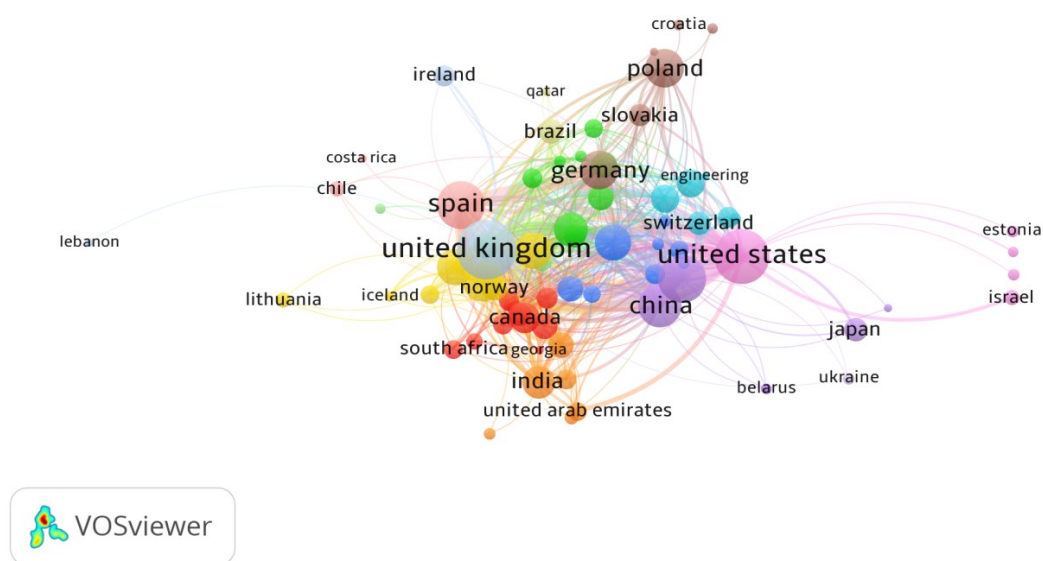 croatia
poland
ireland
qatar
slovakia
brazil
costa rica
germany
engineering
chile
spain
switzerland
estonia
lebanon
united kingdom
united states
norway
iceland
lithuania
israel
china
canada
japan
south africa
georgia
india
ukraine
belarus
united arab emirates
VOSviewer